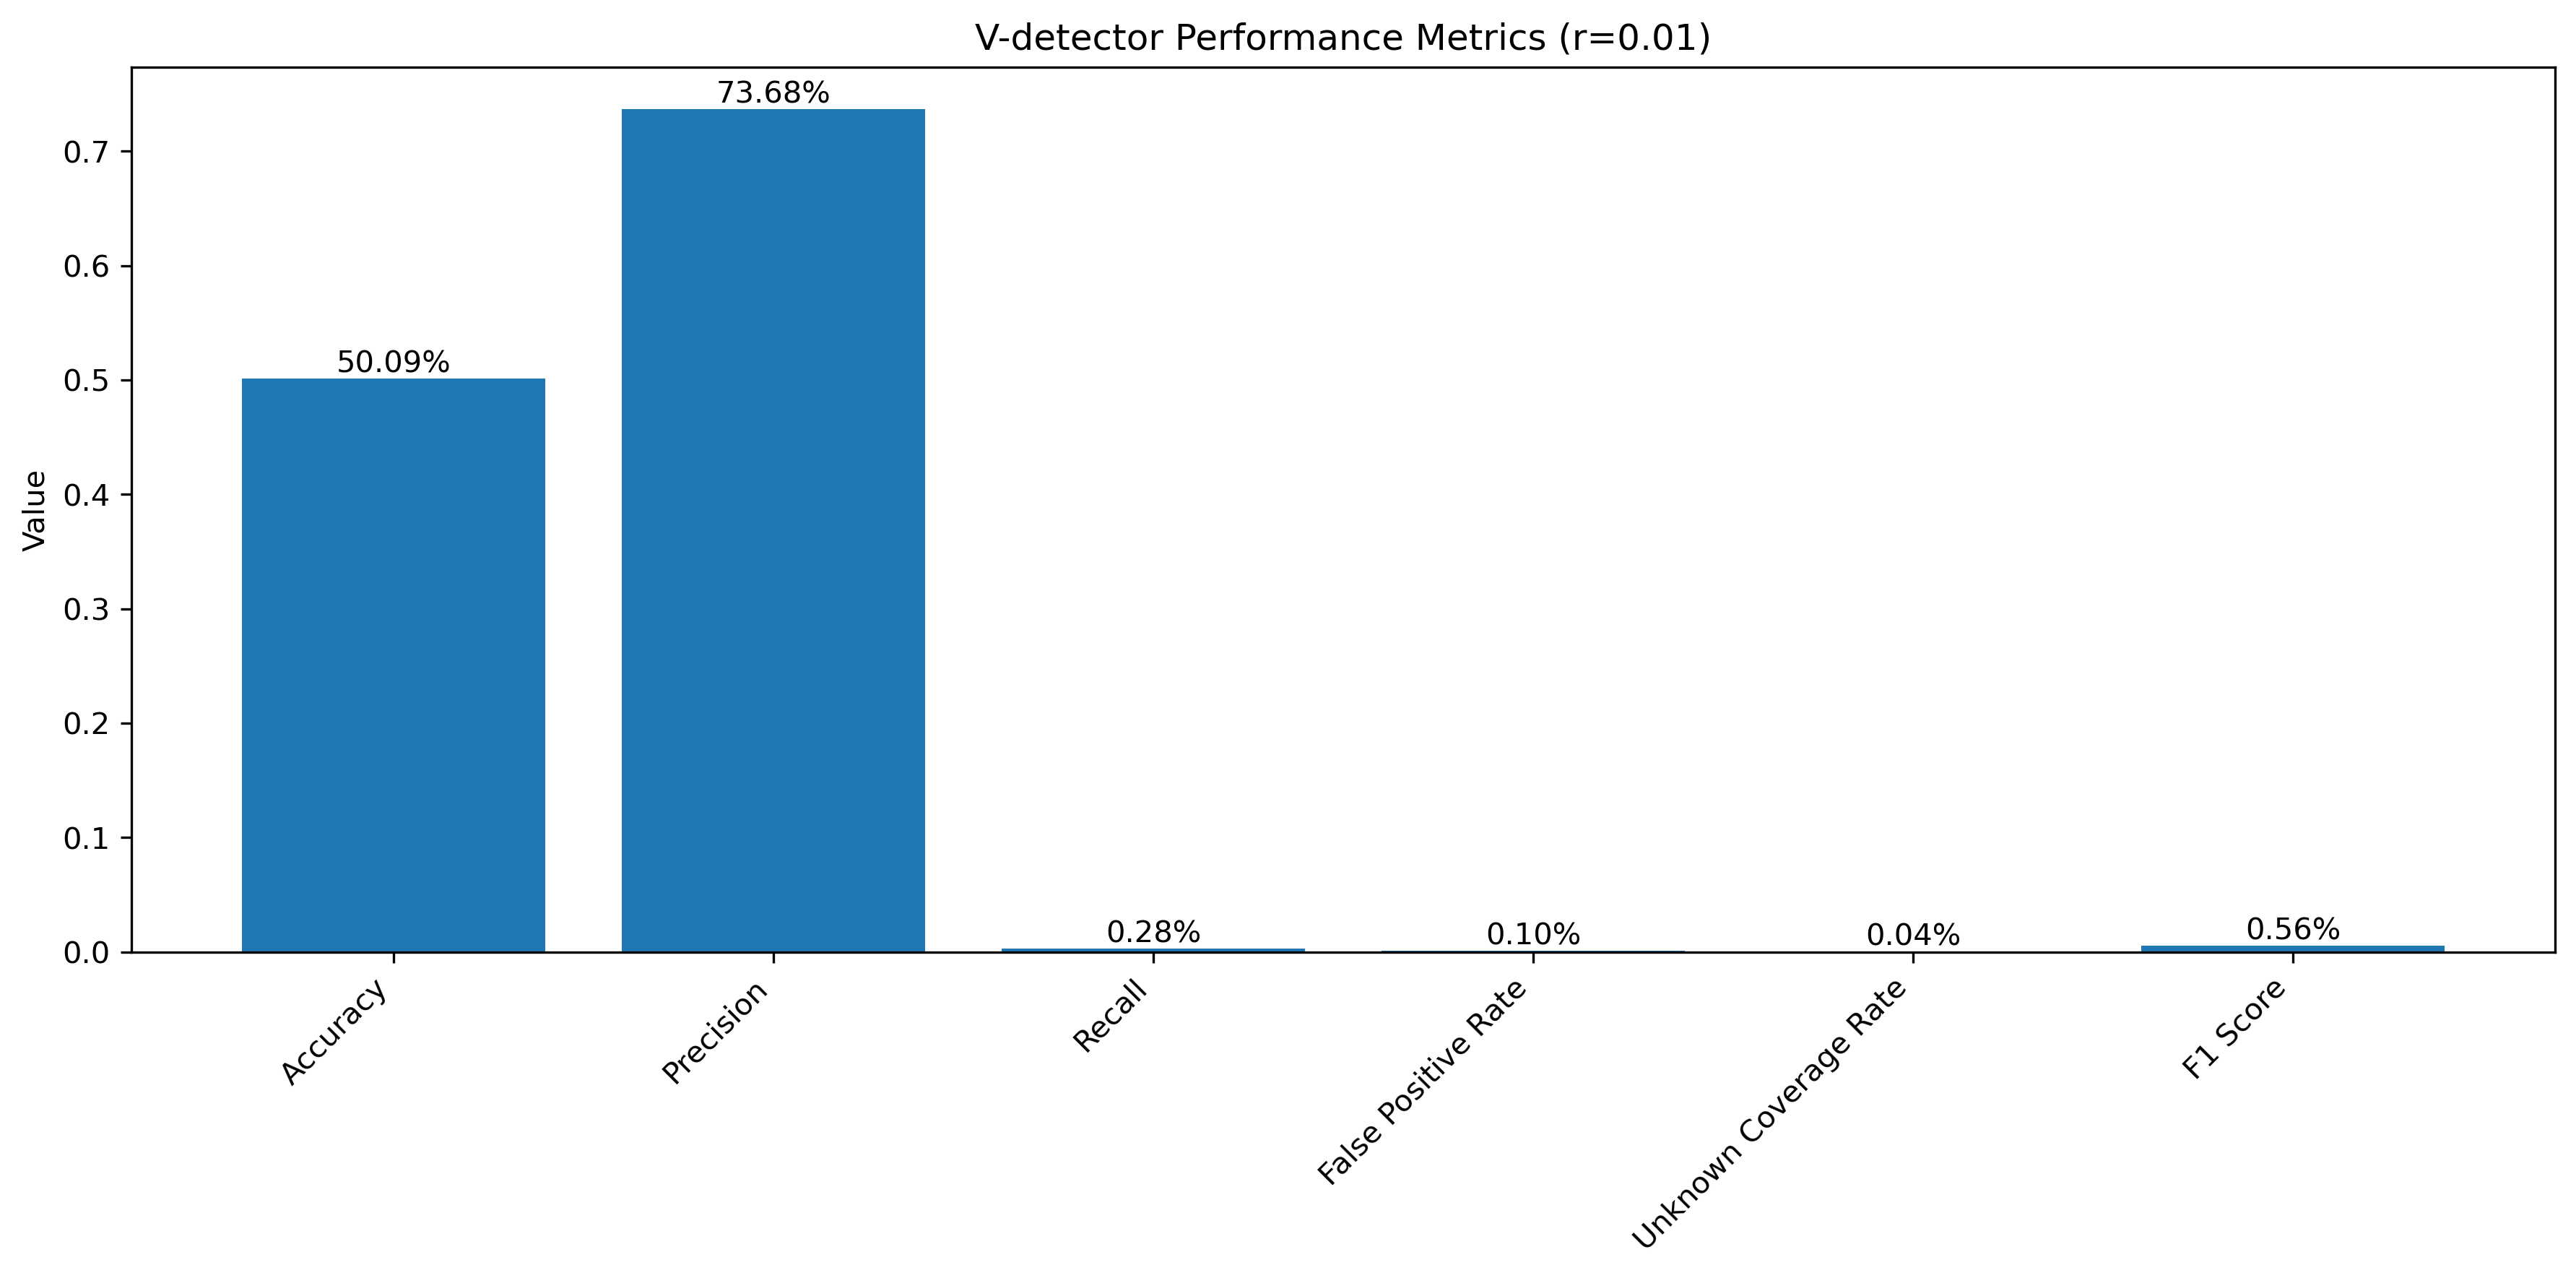 V-detector Performance Metrics (r=0.01)
Value
0.7
0.6
0.5
0.4
0.3
0.2
0.1
0.0
50.09%
73.68%
0.28%
0.10%
0.04%
0.56%
Accuracy
Precision
Recall
False Positive Rate
Unknown Coverage Rate
F1 Score